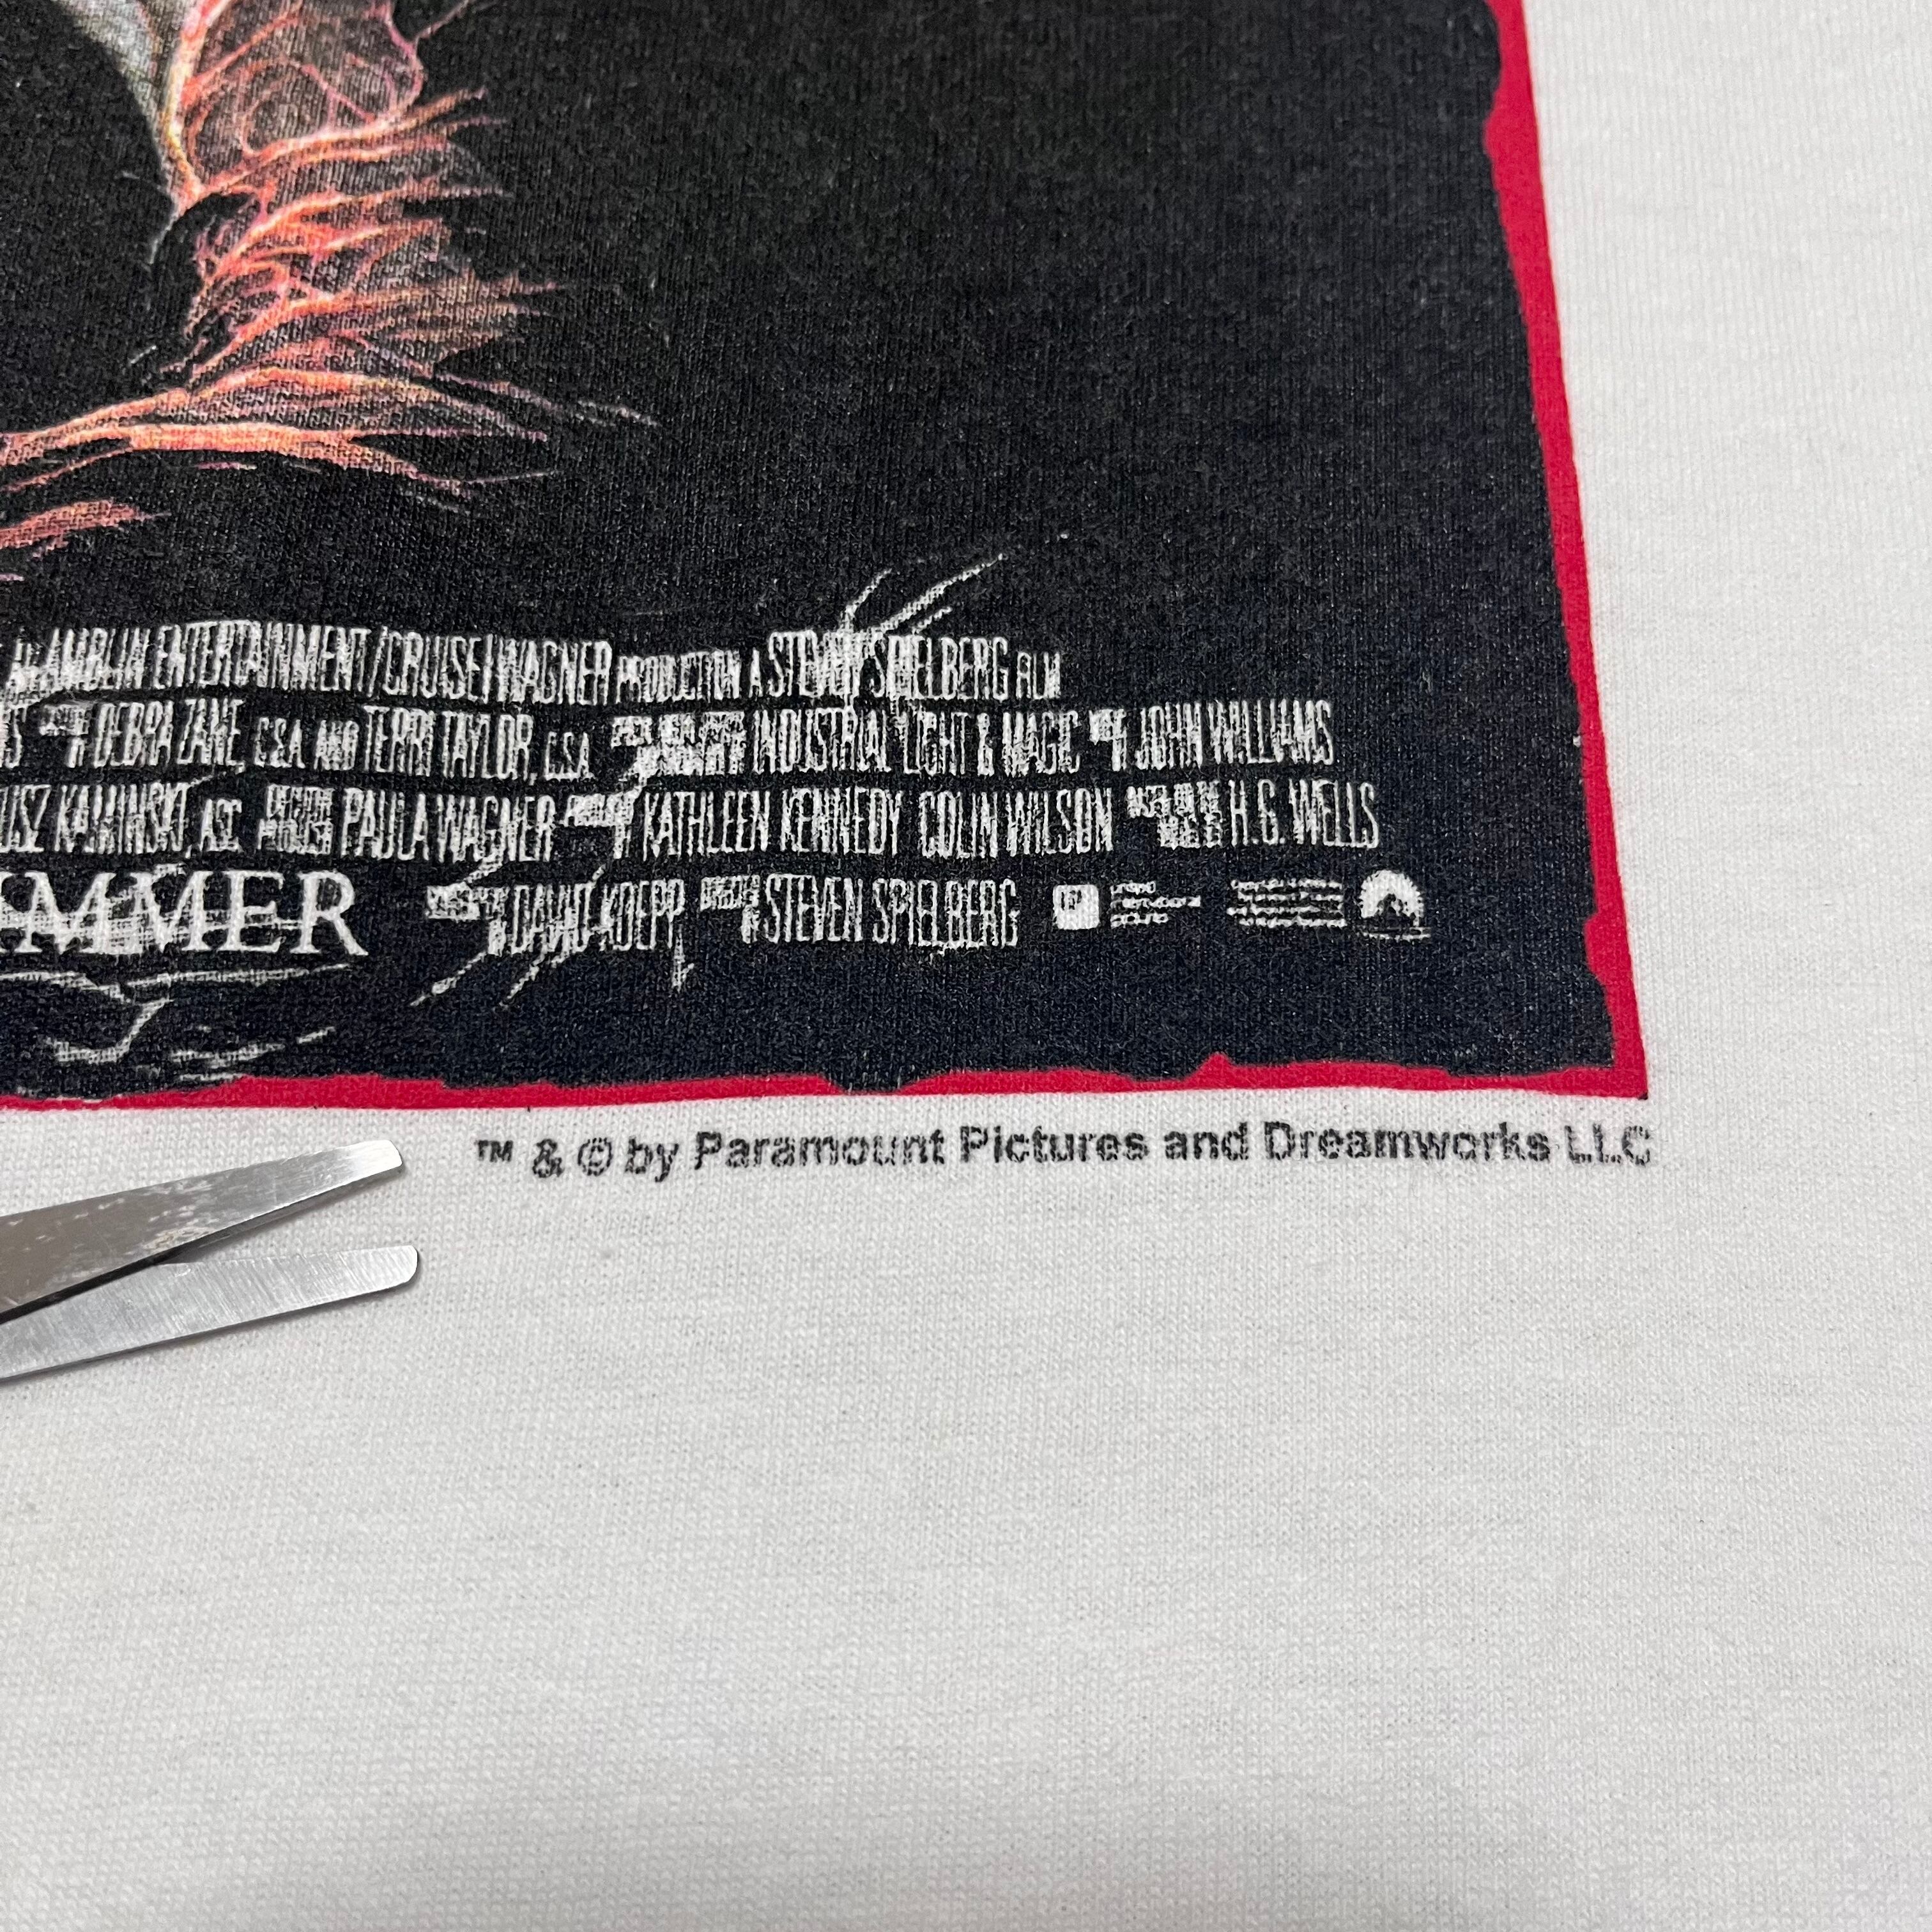 AMBLIN ENTERTAINMENT/CRUISE/WAGNER PRODUCTION A STEVEN SPIELBERG FILM
DEBRA ZANE, C.S.A. AND TERRI TAYLOR, C.S.A. INDUSTRIAL LIGHT & MAGIC JOHN WILLIAMS
USZ KAMINSKI, ASC PAULA WAGNER KATHLEEN KENNEDY COLIN WILSON H.G. WELLS
MMER DAVID KOEPP STEVEN SPIELBERG
™ & © by Paramount Pictures and Dreamworks LLC